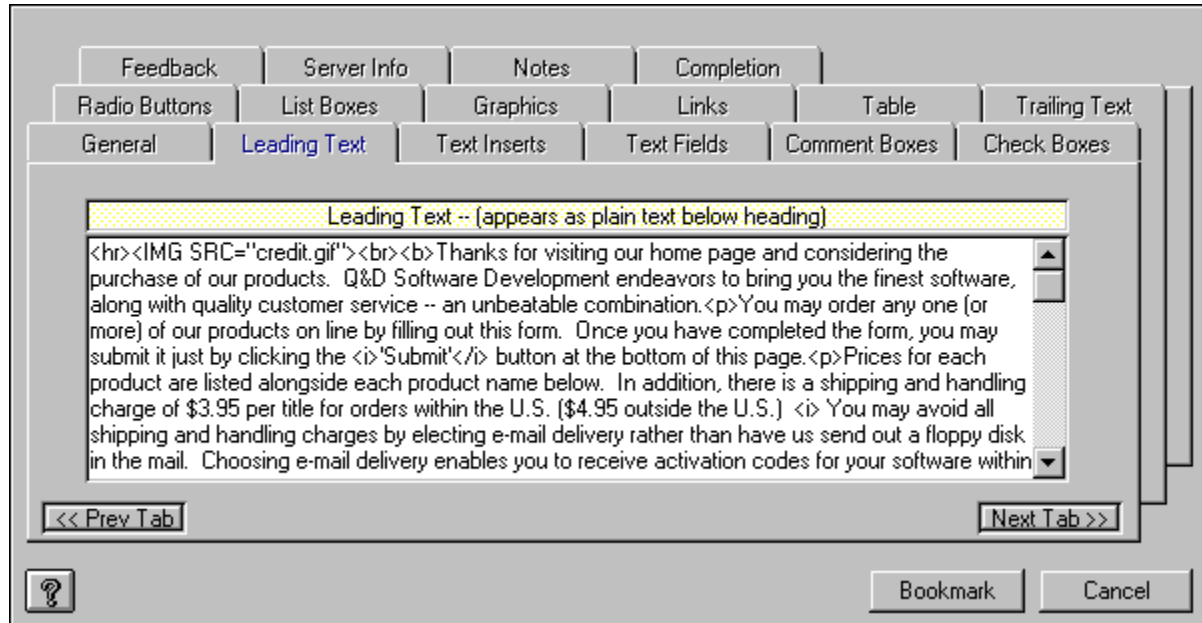 Feedback Server Info Notes Completion
Radio Buttons List Boxes Graphics Links Table Trailing Text
General Leading Text Text Inserts Text Fields Comment Boxes Check Boxes
Leading Text -- (appears as plain text below heading)
<hr><IMG SRC="credit.gif"><br><b>Thanks for visiting our home page and considering the
purchase of our products.  Q&D Software Development endeavors to bring you the finest software,
along with quality customer service -- an unbeatable combination.<p>You may order any one (or
more) of our products on line by filling out this form.  Once you have completed the form, you may
submit it just by clicking the <i>'Submit'</i> button at the bottom of this page.<p>Prices for each
product are listed alongside each product name below.  In addition, there is a shipping and handling
charge of $3.95 per title for orders within the U.S. ($4.95 outside the U.S.)  <i> You may avoid all
shipping and handling charges by electing e-mail delivery rather than have us send out a floppy disk
in the mail.  Choosing e-mail delivery enables you to receive activation codes for your software within
<< Prev Tab Next Tab >>
? Bookmark Cancel